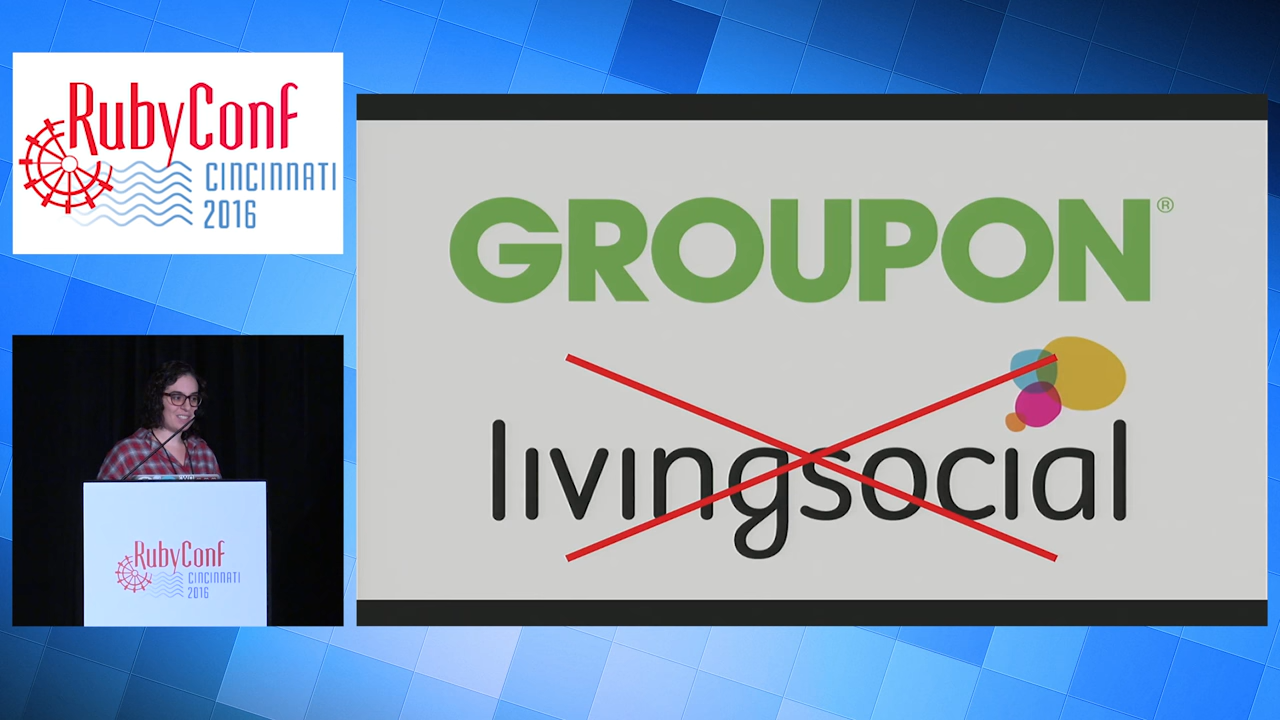 RubyConf
CINCINNATI
2016
GROUPON®
livingsocial
RubyConf
CINCINNATI
2016